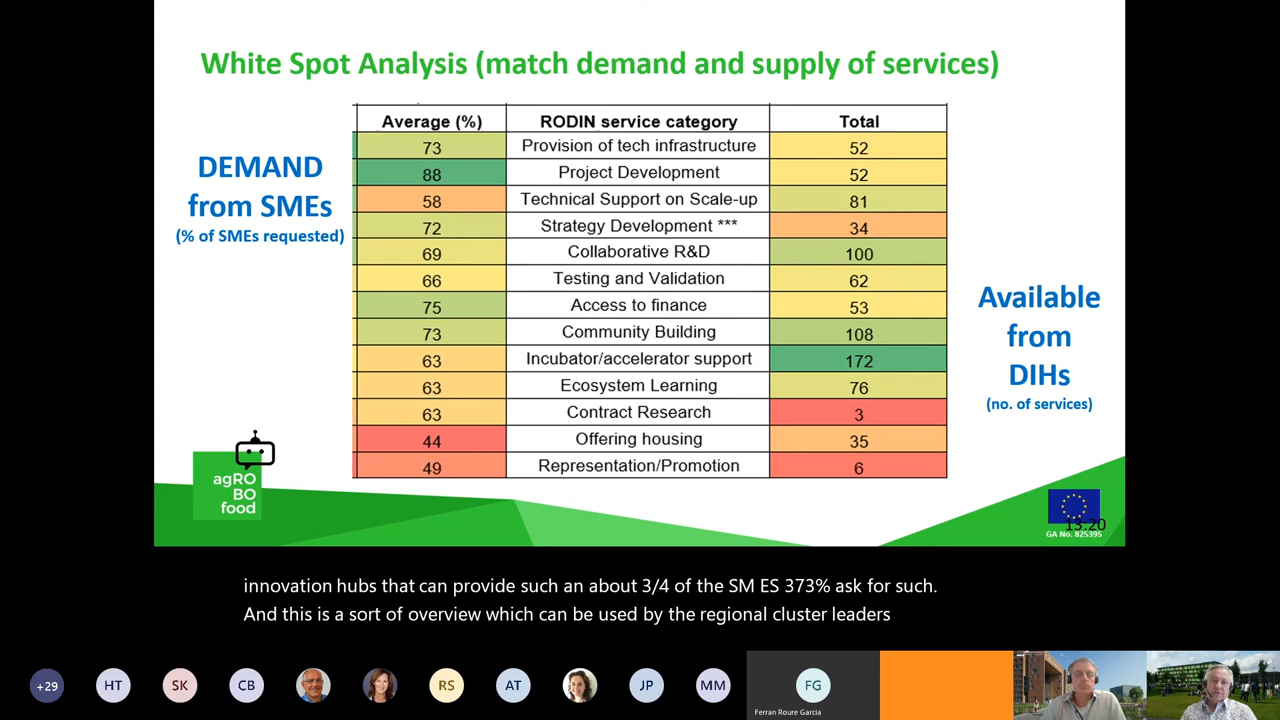 White Spot Analysis (match demand and supply of services)
DEMAND
from SMEs
(% of SMEs requested)
Average (%) RODIN service category Total
73 Provision of tech infrastructure 52
88 Project Development 52
58 Technical Support on Scale-up 81
72 Strategy Development *** 34
69 Collaborative R&D 100
66 Testing and Validation 62
75 Access to finance 53
73 Community Building 108
63 Incubator/accelerator support 172
63 Ecosystem Learning 76
63 Contract Research 3
44 Offering housing 35
49 Representation/Promotion 6
Available
from
DIHs
(no. of services)
agRO
BO
food
13:20
GA No. 825395
innovation hubs that can provide such an about 3/4 of the SM ES 373% ask for such.
And this is a sort of overview which can be used by the regional cluster leaders
+29 HT SK CB RS AT JP MM FG
Ferran Roure Garcia